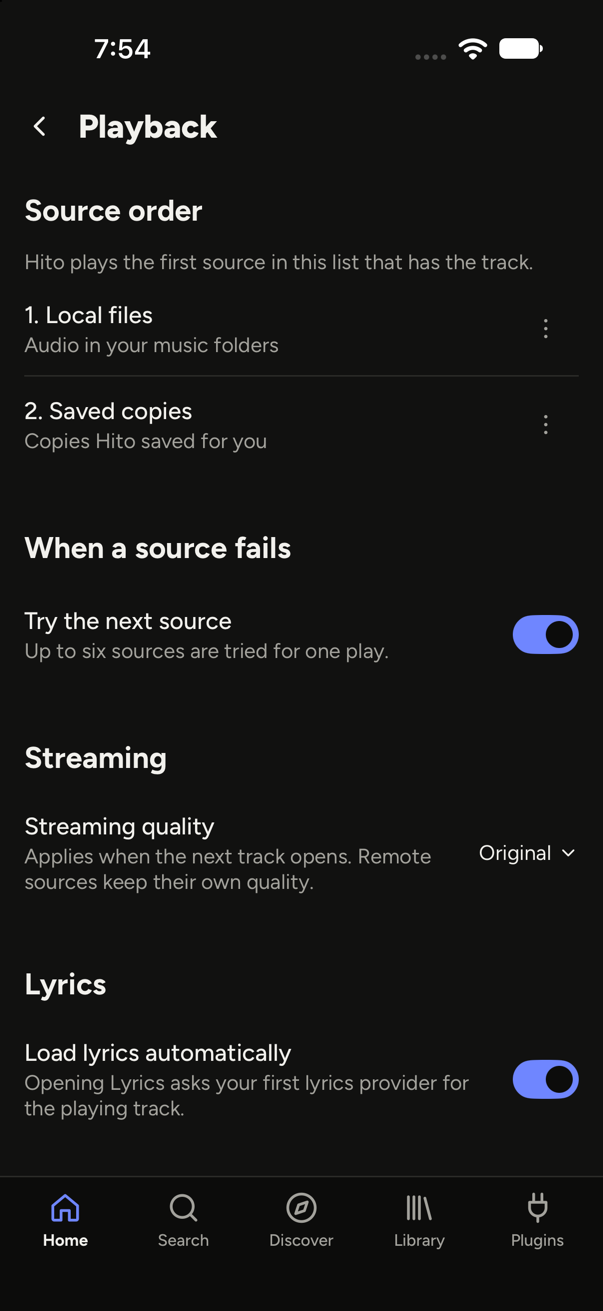 7:54
Playback
Source order
Hito plays the first source in this list that has the track.
1. Local files
Audio in your music folders
2. Saved copies
Copies Hito saved for you
When a source fails
Try the next source
Up to six sources are tried for one play.
Streaming
Streaming quality
Applies when the next track opens. Remote
sources keep their own quality.
Original
Lyrics
Load lyrics automatically
Opening Lyrics asks your first lyrics provider for
the playing track.
Home
Search
Discover
Library
Plugins